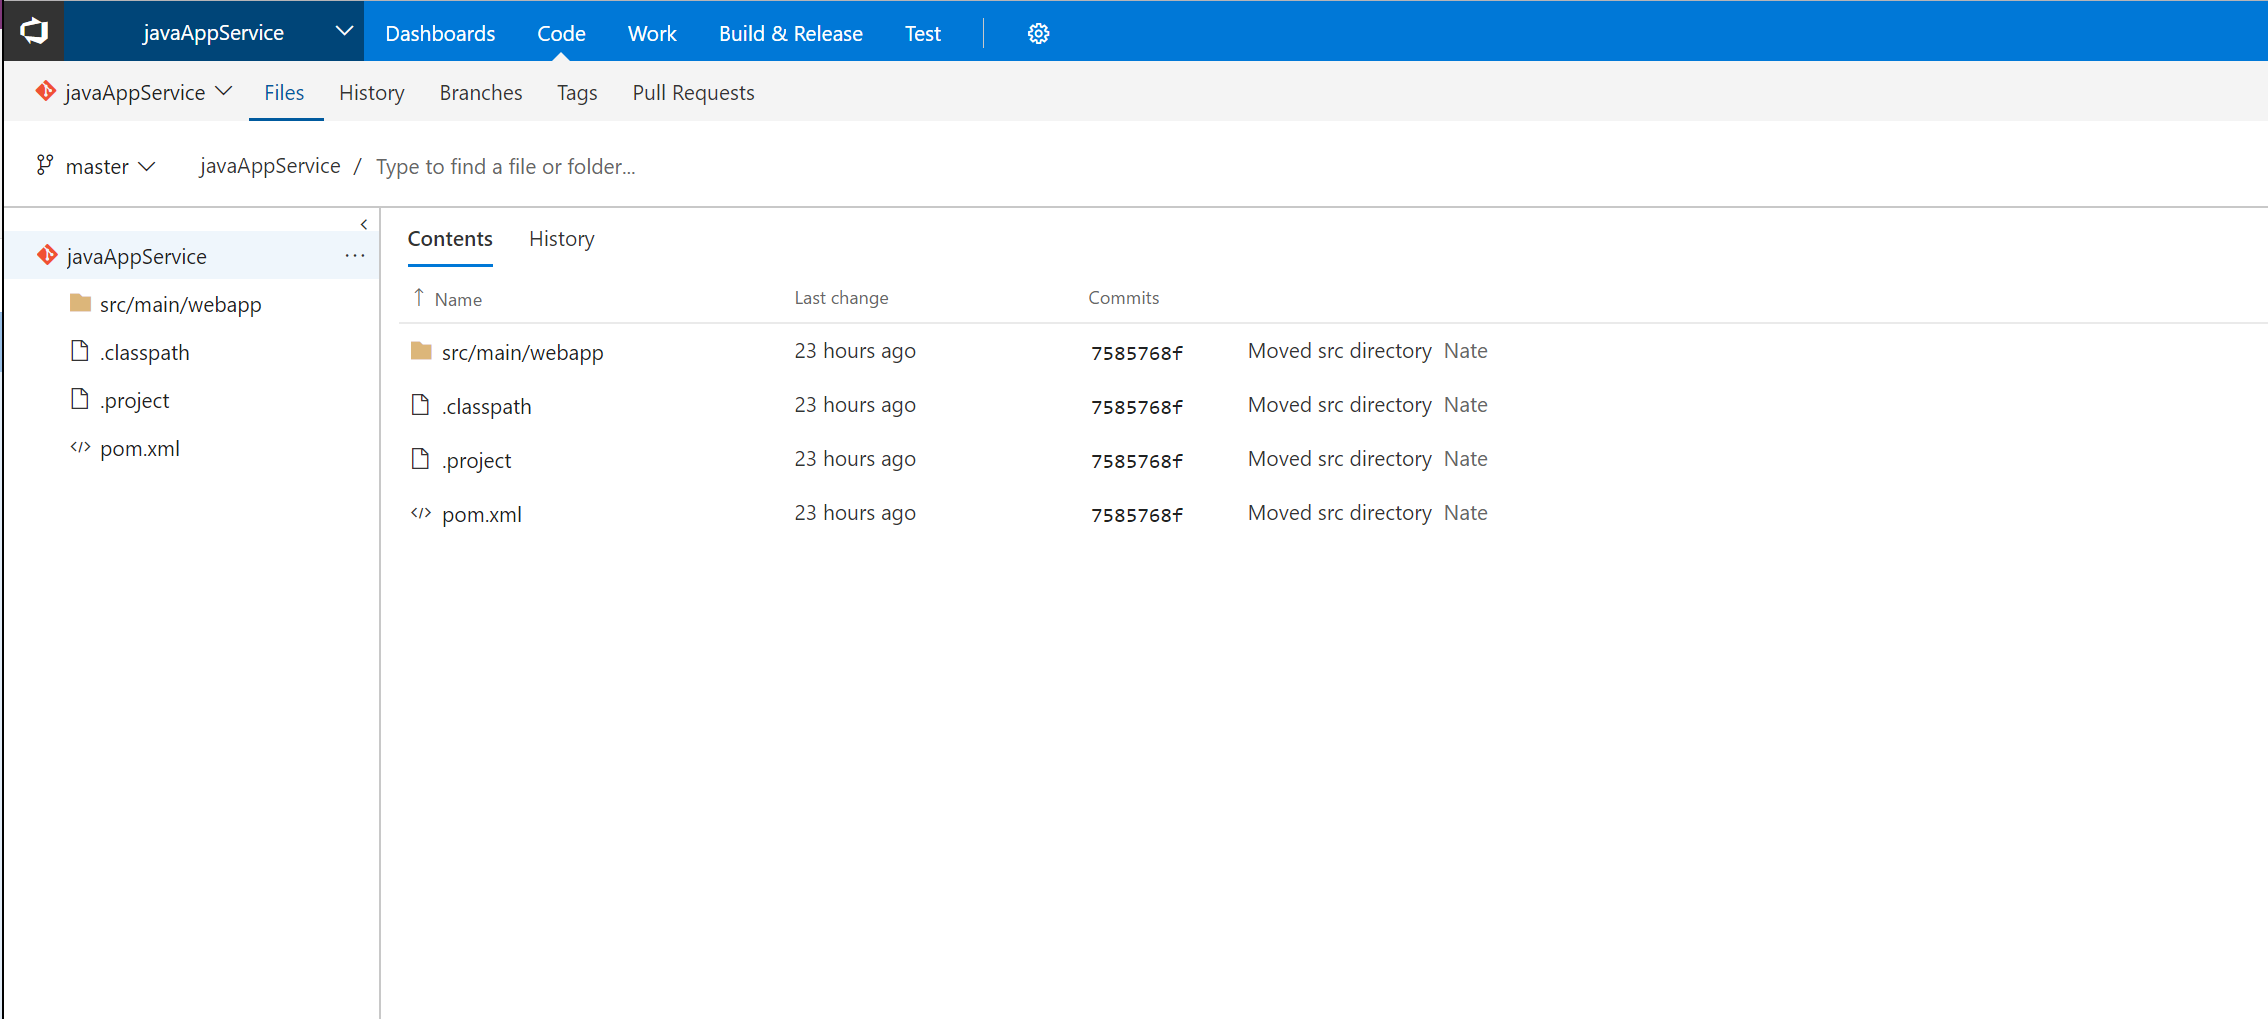 javaAppService Dashboards Code Work Build & Release Test
javaAppService Files History Branches Tags Pull Requests
master javaAppService / Type to find a file or folder...
javaAppService ...
src/main/webapp
.classpath
.project
</> pom.xml
Contents History
Name Last change Commits
src/main/webapp 23 hours ago 7585768f Moved src directory Nate
.classpath 23 hours ago 7585768f Moved src directory Nate
.project 23 hours ago 7585768f Moved src directory Nate
</> pom.xml 23 hours ago 7585768f Moved src directory Nate